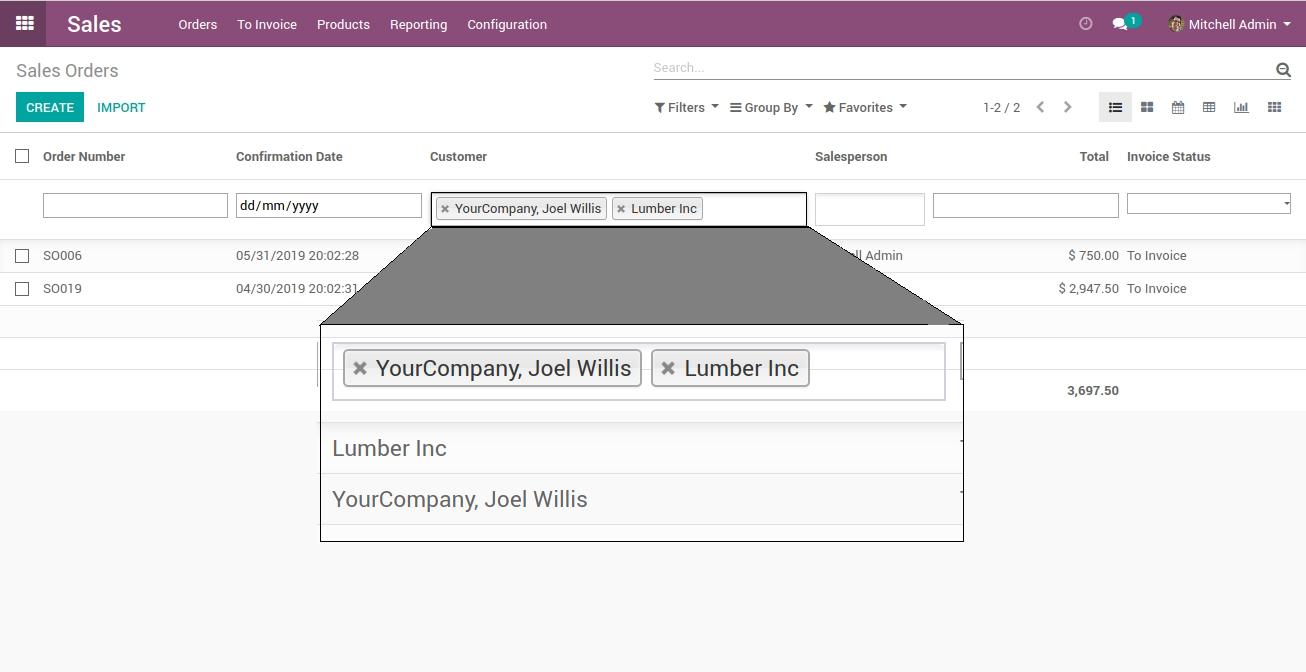 Sales Orders To Invoice Products Reporting Configuration 1 Mitchell Admin
Sales Orders Search...
CREATE IMPORT Filters Group By Favorites 1-2 / 2
Order Number Confirmation Date Customer Salesperson Total Invoice Status
dd/mm/yyyy × YourCompany, Joel Willis × Lumber Inc
SO006 05/31/2019 20:02:28 Admin $ 750.00 To Invoice
SO019 04/30/2019 20:02:31 $ 2,947.50 To Invoice
× YourCompany, Joel Willis × Lumber Inc
3,697.50
Lumber Inc
YourCompany, Joel Willis